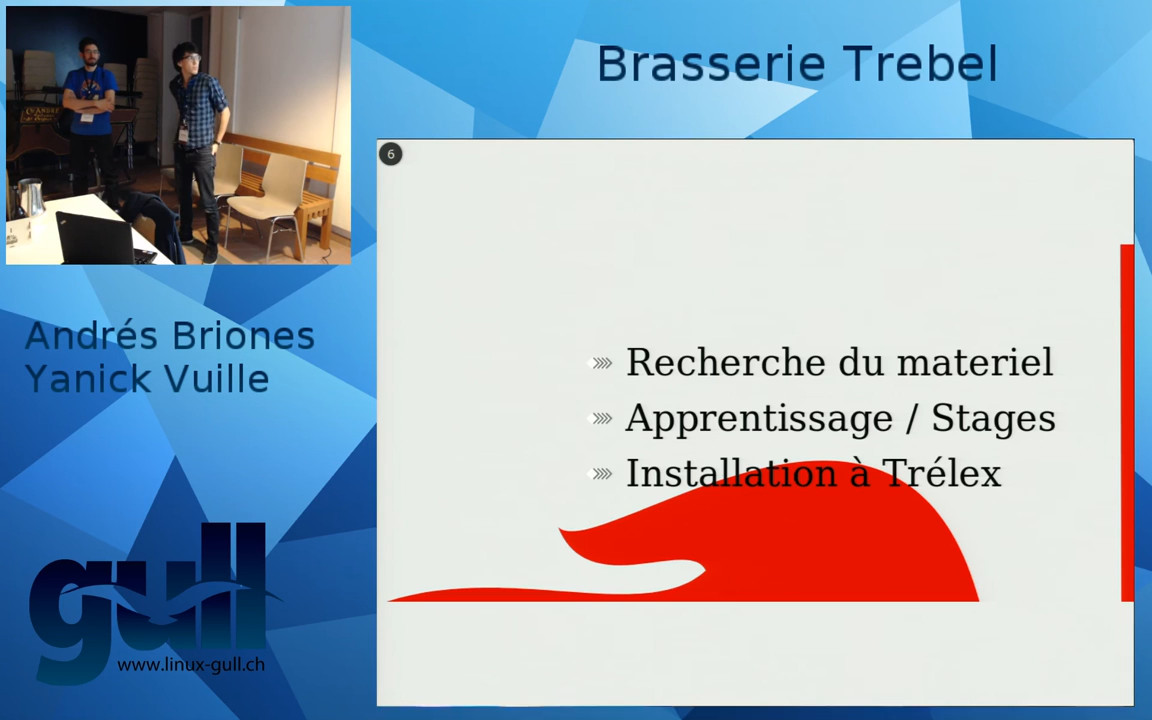 Brasserie Trebel
6
Andrés Briones
Yanick Vuille
Recherche du materiel
Apprentissage / Stages
Installation à Trélex
gull
www.linux-gull.ch